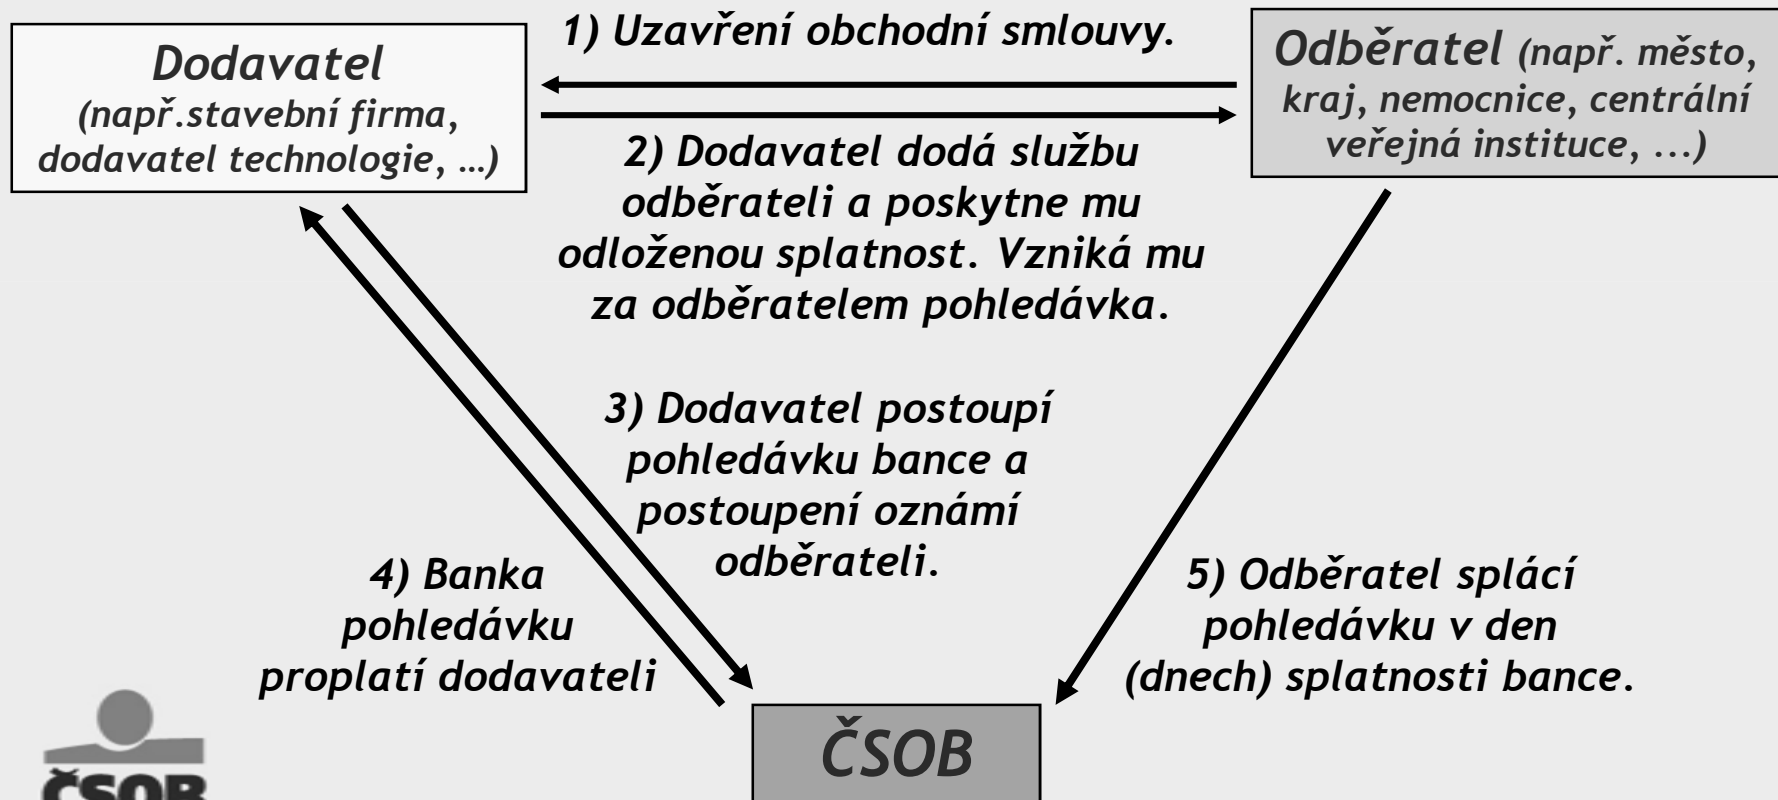 1) Uzavření obchodní smlouvy.
Dodavatel
(např.stavební firma,
dodavatel technologie, …)
Odběratel (např. město,
kraj, nemocnice, centrální
veřejná instituce, ...)
2) Dodavatel dodá službu
odběrateli a poskytne mu
odloženou splatnost. Vzniká mu
za odběratelem pohledávka.
3) Dodavatel postoupí
pohledávku bance a
postoupení oznámí
odběrateli.
4) Banka
pohledávku
proplatí dodavateli
5) Odběratel splácí
pohledávku v den
(dnech) splatnosti bance.
ČSOB
ČSOB